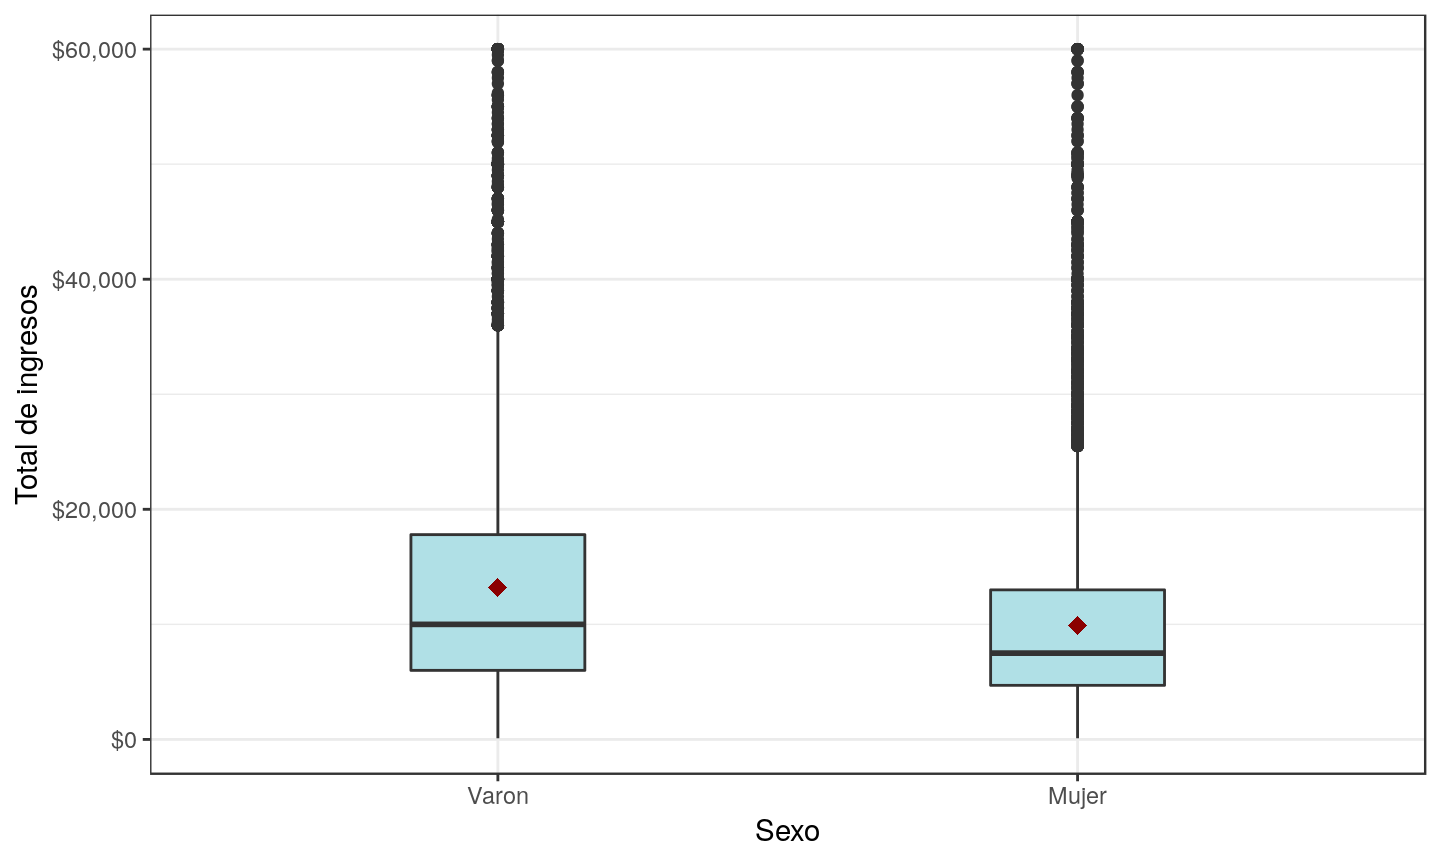 Total de ingresos
$60,000
$40,000
$20,000
$0
Varon
Mujer
Sexo